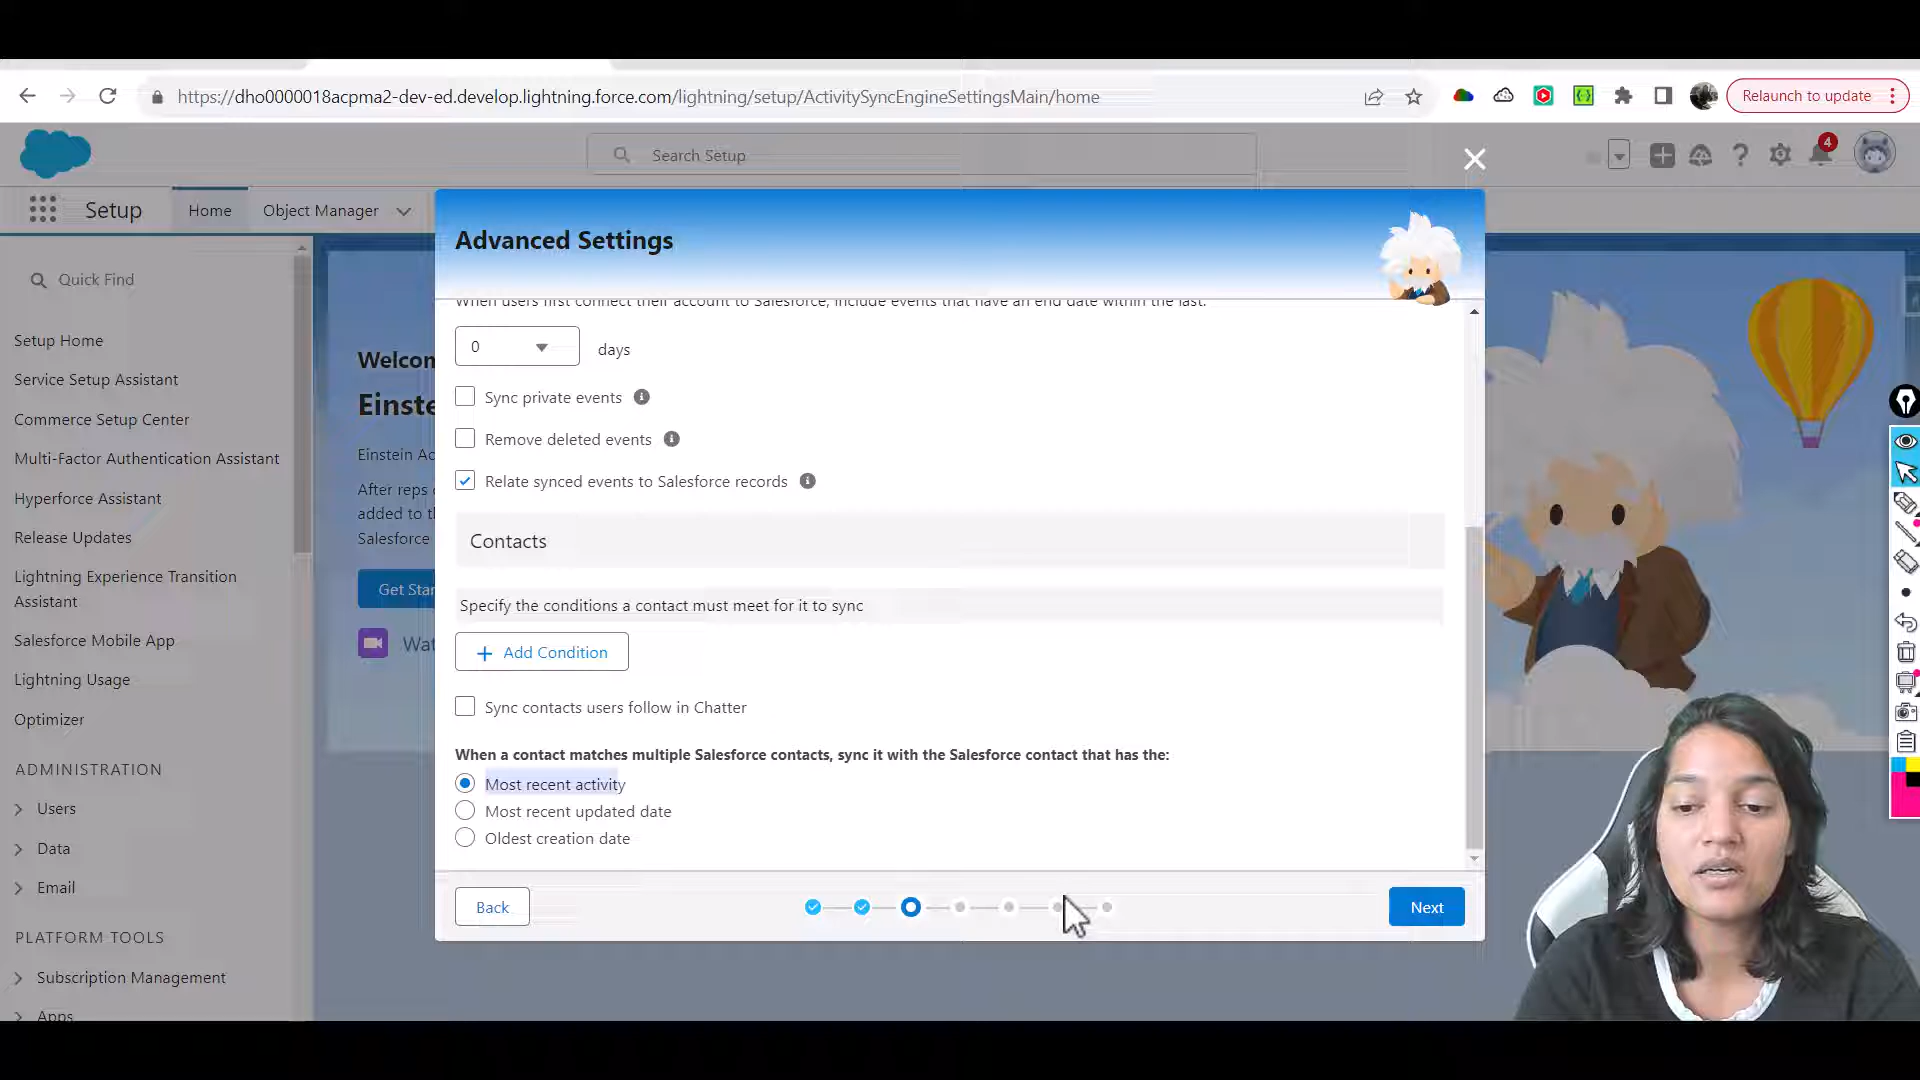 https://dho0000018acpma2-dev-ed.develop.lightning.force.com/lightning/setup/ActivitySyncEngineSettingsMain/home
Relaunch to update
Search Setup
4
Setup
Home
Object Manager
Quick Find
Setup Home
Service Setup Assistant
Commerce Setup Center
Multi-Factor Authentication Assistant
Hyperforce Assistant
Release Updates
Lightning Experience Transition
Assistant
Salesforce Mobile App
Lightning Usage
Optimizer
ADMINISTRATION
Users
Data
Email
PLATFORM TOOLS
Subscription Management
Apps
Welcom
Einste
Einstein Ac
After reps
added to t
Salesforce
Get Star
Wat
Advanced Settings
When users first connect their account to Salesforce, include events that have an end date within the last:
0
days
Sync private events
Remove deleted events
Relate synced events to Salesforce records
Contacts
Specify the conditions a contact must meet for it to sync
Add Condition
Sync contacts users follow in Chatter
When a contact matches multiple Salesforce contacts, sync it with the Salesforce contact that has the:
Most recent activity
Most recent updated date
Oldest creation date
Back
Next